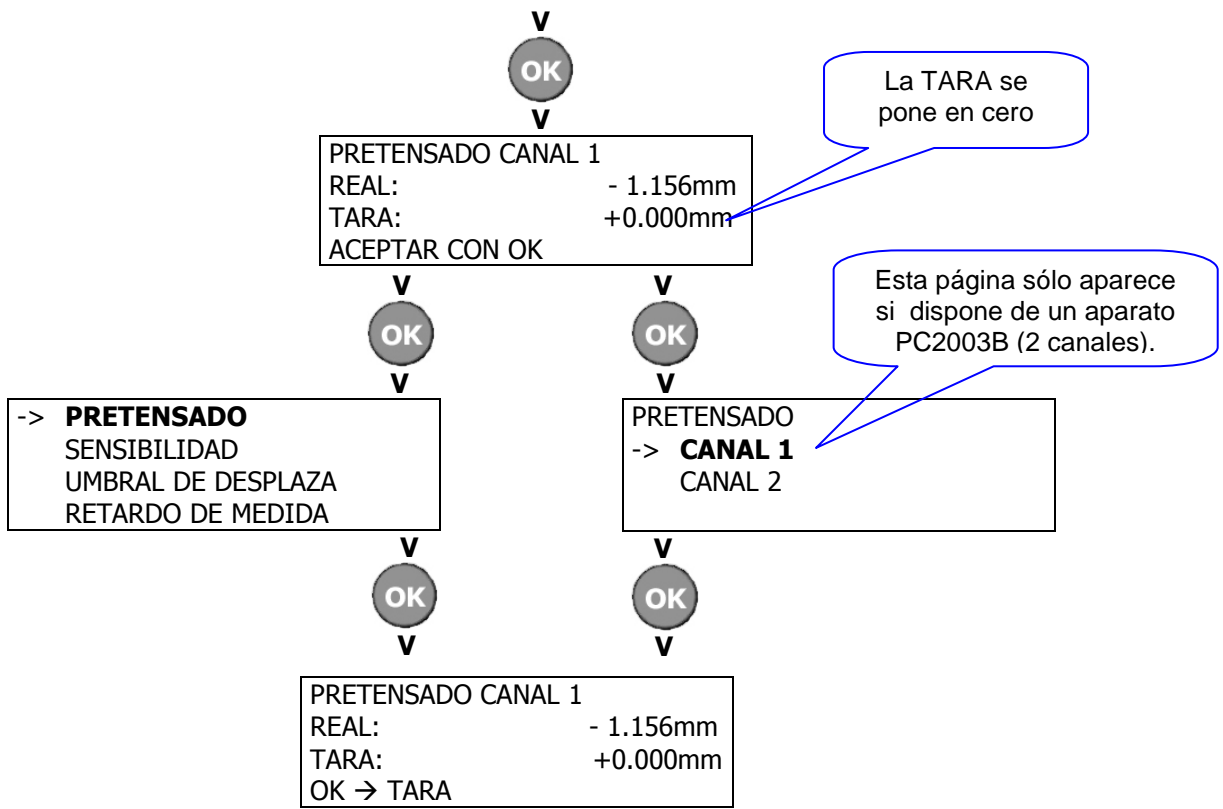 V
OK
V
La TARA se
pone en cero
PRETENSADO CANAL 1
REAL: - 1.156mm
TARA: +0.000mm
ACEPTAR CON OK
Esta página sólo aparece
si dispone de un aparato
PC2003B (2 canales).
V V
OK OK
V V
-> PRETENSADO
SENSIBILIDAD
UMBRAL DE DESPLAZA
RETARDO DE MEDIDA
PRETENSADO
-> CANAL 1
CANAL 2
V V
OK OK
V V
PRETENSADO CANAL 1
REAL: - 1.156mm
TARA: +0.000mm
OK → TARA